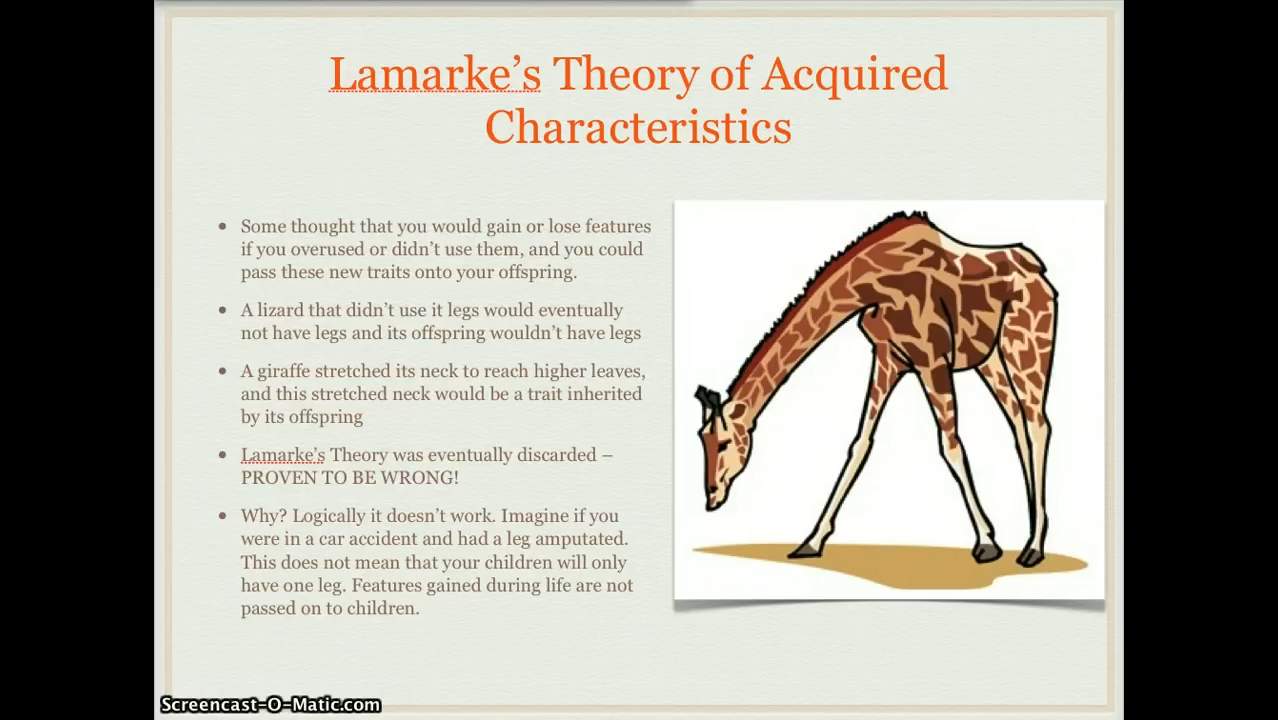 Lamarke's Theory of Acquired
Characteristics
• Some thought that you would gain or lose features
if you overused or didn't use them, and you could
pass these new traits onto your offspring.
• A lizard that didn't use it legs would eventually
not have legs and its offspring wouldn't have legs
• A giraffe stretched its neck to reach higher leaves,
and this stretched neck would be a trait inherited
by its offspring
• Lamarke's Theory was eventually discarded –
PROVEN TO BE WRONG!
• Why? Logically it doesn't work. Imagine if you
were in a car accident and had a leg amputated.
This does not mean that your children will only
have one leg. Features gained during life are not
passed on to children.
Screencast-O-Matic.com